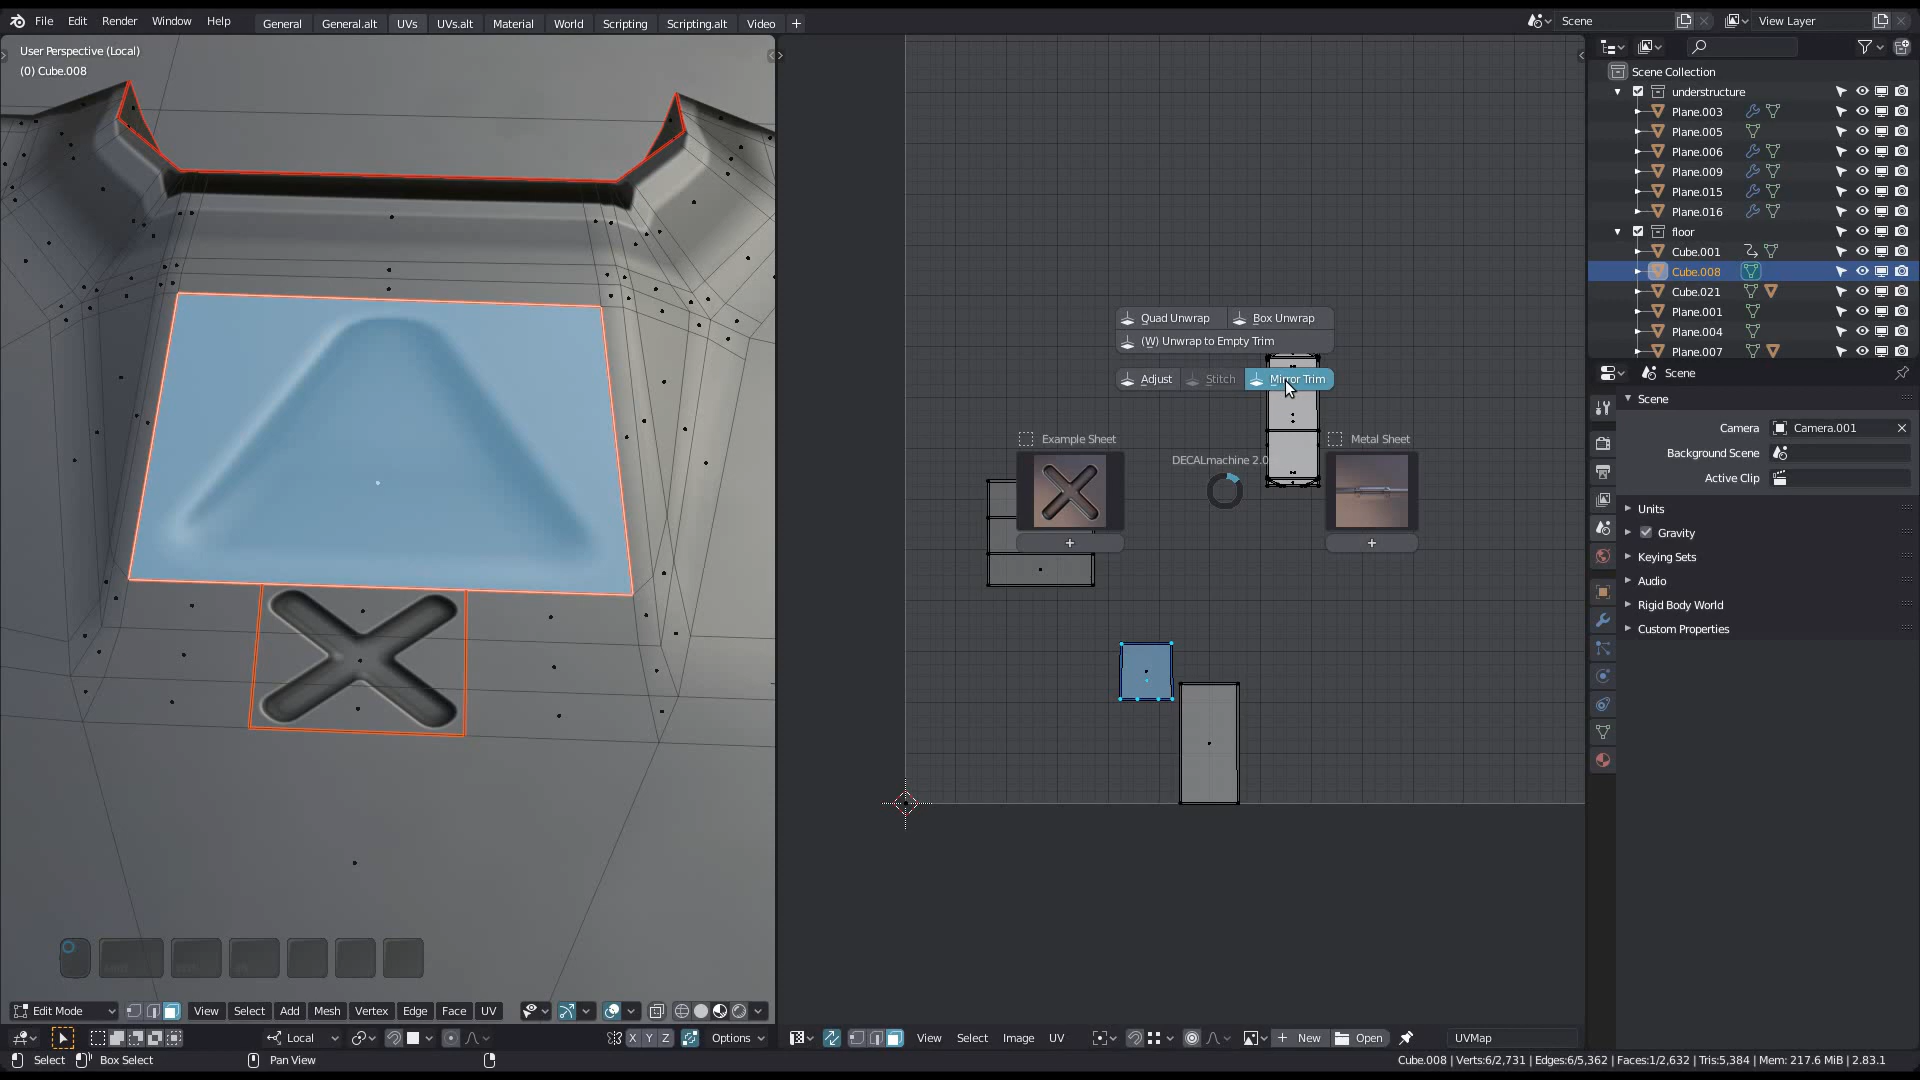 File Edit Render Window Help
General General.alt UVs UVs.alt Material World Scripting Scripting.alt Video +
Scene
View Layer
User Perspective (Local)
(0) Cube.008
Scene Collection
understructure
Plane.003
Plane.005
Plane.006
Plane.009
Plane.015
Plane.016
floor
Cube.001
Cube.008
Cube.021
Plane.001
Plane.004
Plane.007
Quad Unwrap Box Unwrap
(W) Unwrap to Empty Trim
Adjust Stitch Mirror Trim
Example Sheet
Metal Sheet
DECALmachine 2.0
+
+
Scene
Scene
Camera Camera.001
Background Scene
Active Clip
Units
Gravity
Keying Sets
Audio
Rigid Body World
Custom Properties
Edit Mode View Select Add Mesh Vertex Edge Face UV
Local X Y Z Options
View Select Image UV
+ New Open UVMap
Select Box Select Pan View
Cube.008 | Verts:6/2,731 | Edges:6/5,362 | Faces:1/2,632 | Tris:5,384 | Mem: 217.6 MiB | 2.83.1